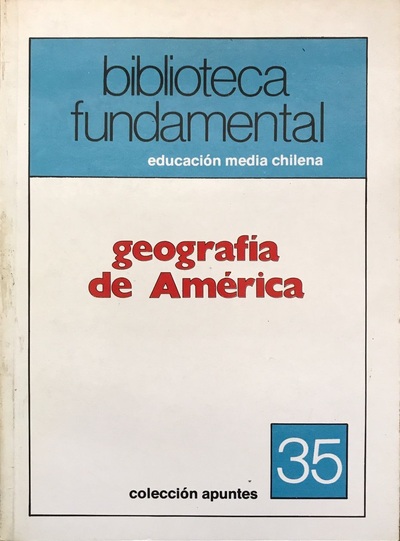 biblioteca
fundamental
educación media chilena
geografía
de América
35
colección apuntes